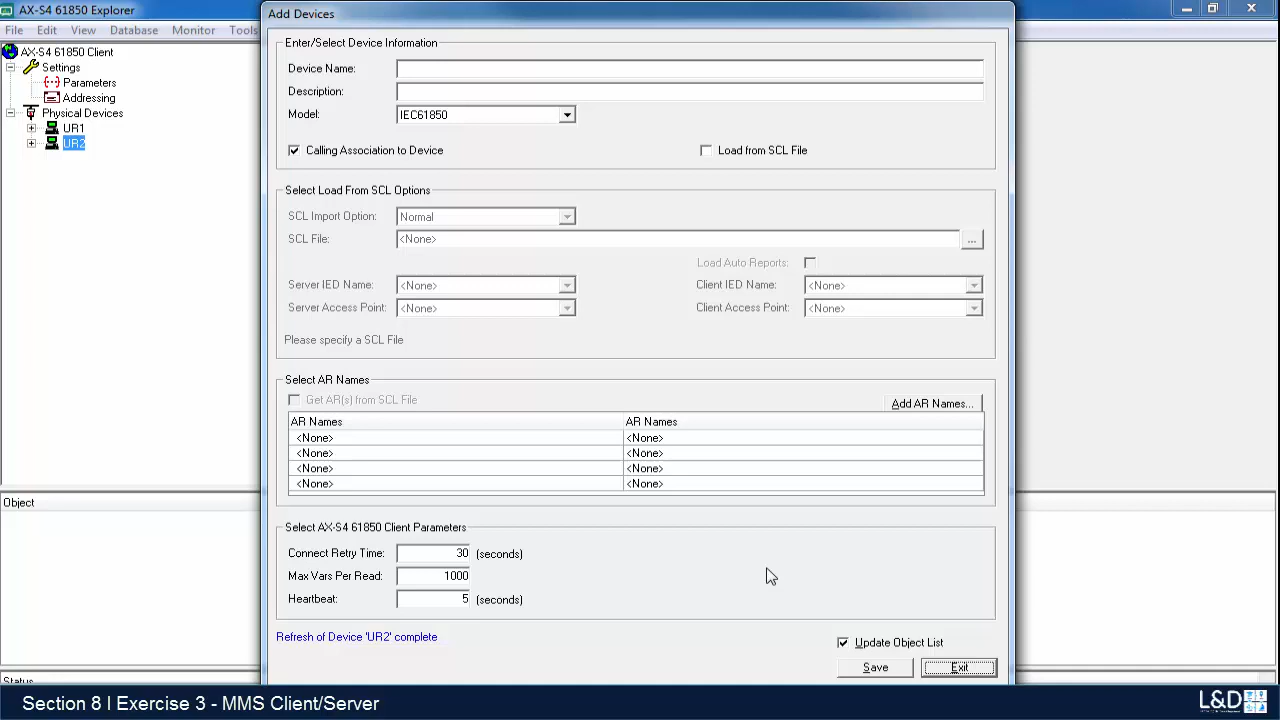 AX-S4 61850 Explorer
File Edit View Database Monitor Tools
AX-S4 61850 Client
Settings
Parameters
Addressing
Physical Devices
UR1
UR2
Object
Status
Add Devices
Enter/Select Device Information
Device Name:
Description:
Model: IEC61850
Calling Association to Device Load from SCL File
Select Load From SCL Options
SCL Import Option: Normal
SCL File: <None> ...
Load Auto Reports:
Server IED Name: <None> Client IED Name: <None>
Server Access Point: <None> Client Access Point: <None>
Please specify a SCL File
Select AR Names
Get AR(s) from SCL File Add AR Names...
AR Names AR Names
<None> <None>
<None> <None>
<None> <None>
<None> <None>
Select AX-S4 61850 Client Parameters
Connect Retry Time: 30 (seconds)
Max Vars Per Read: 1000
Heartbeat: 5 (seconds)
Refresh of Device 'UR2' complete
Update Object List
Save Exit
Section 8 | Exercise 3 - MMS Client/Server
L&D